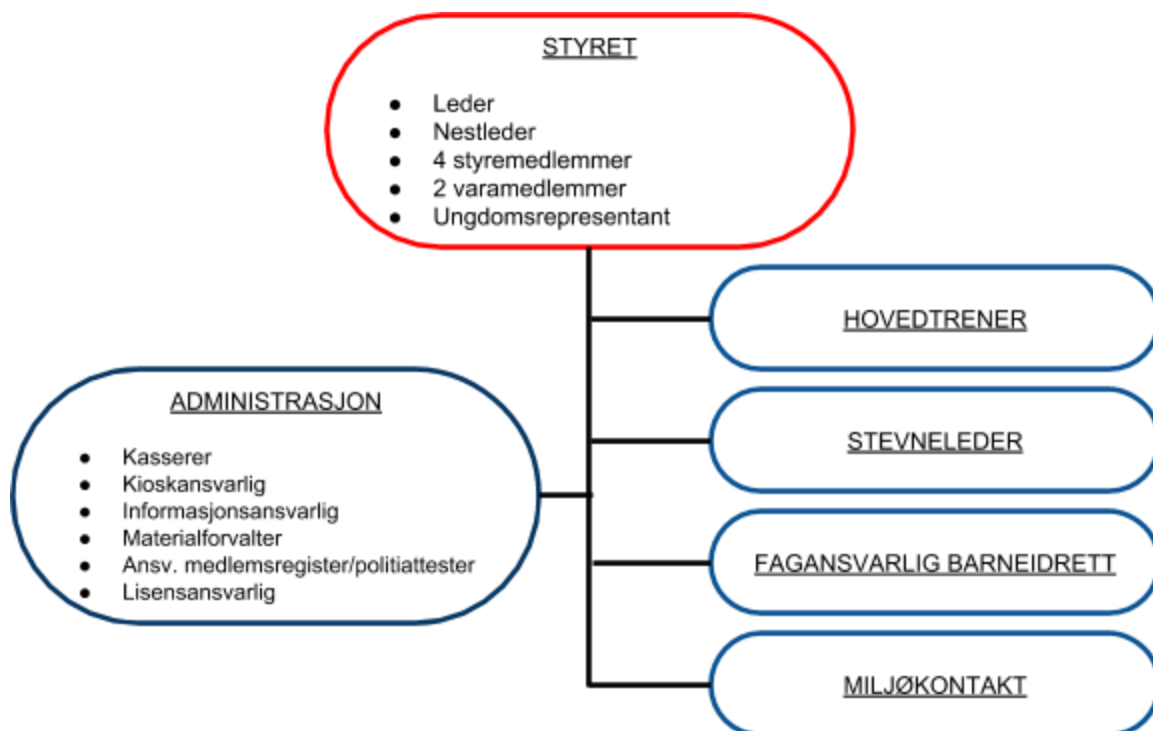 STYRET
● Leder
● Nestleder
● 4 styremedlemmer
● 2 varamedlemmer
● Ungdomsrepresentant
HOVEDTRENER
ADMINISTRASJON
● Kasserer
● Kioskansvarlig
● Informasjonsansvarlig
● Materialforvalter
● Ansv. medlemsregister/politiattester
● Lisensansvarlig
STEVNELEDER
FAGANSVARLIG BARNEIDRETT
MILJØKONTAKT